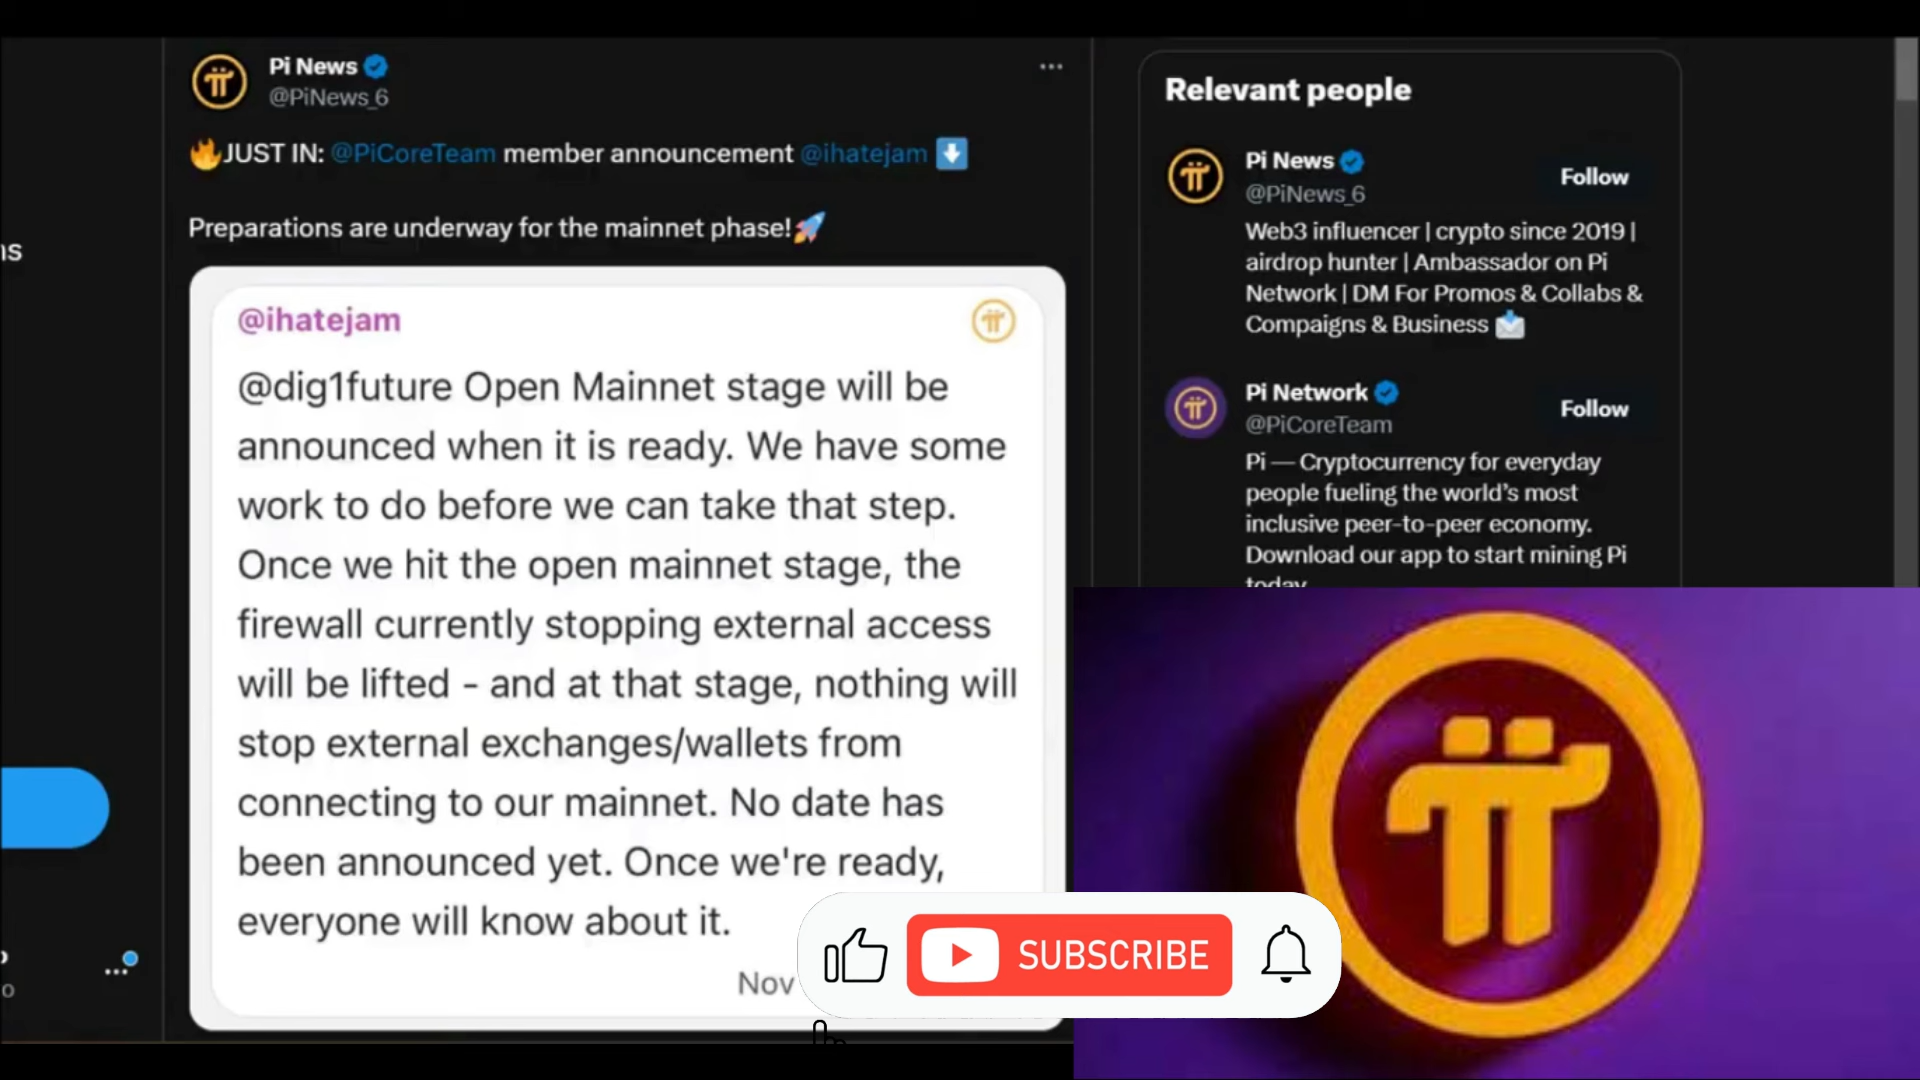 Pi News
@PiNews_6
🔥JUST IN: @PiCoreTeam member announcement @ihatejam ⬇️
Preparations are underway for the mainnet phase!🚀
@ihatejam
@dig1future Open Mainnet stage will be
announced when it is ready. We have some
work to do before we can take that step.
Once we hit the open mainnet stage, the
firewall currently stopping external access
will be lifted - and at that stage, nothing will
stop external exchanges/wallets from
connecting to our mainnet. No date has
been announced yet. Once we're ready,
everyone will know about it.
Nov
Relevant people
Pi News
Follow
@PiNews_6
Web3 influencer | crypto since 2019 |
airdrop hunter | Ambassador on Pi
Network | DM For Promos & Collabs &
Compaigns & Business 📩
Pi Network
Follow
@PiCoreTeam
Pi — Cryptocurrency for everyday
people fueling the world's most
inclusive peer-to-peer economy.
Download our app to start mining Pi
today
SUBSCRIBE